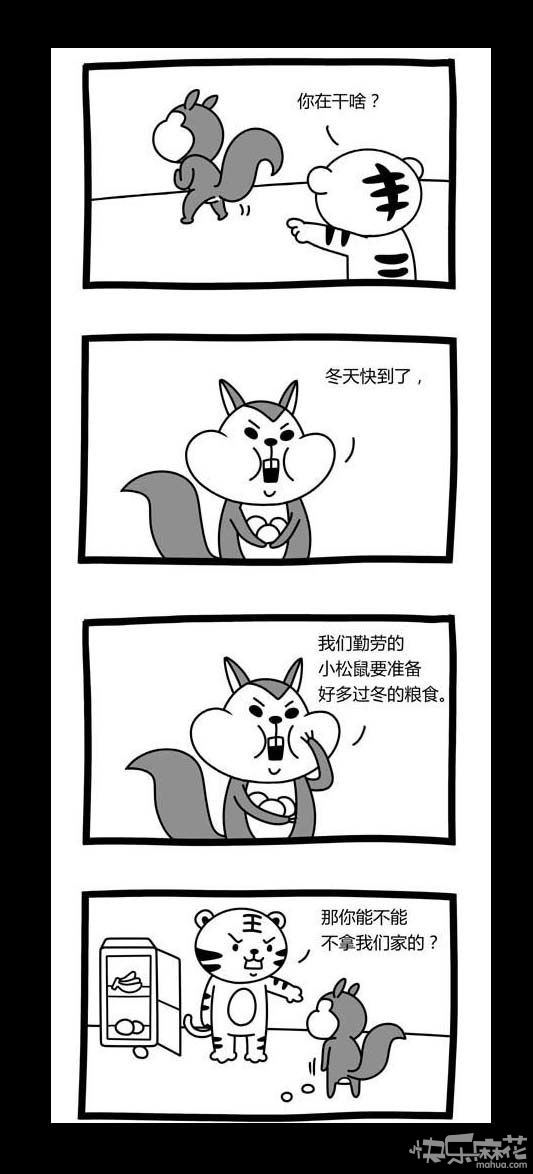 你在干啥？
冬天快到了，
我们勤劳的
小松鼠要准备
好多过冬的粮食。
王
那你能不能
不拿我们家的？
快乐麻花
mahua.com